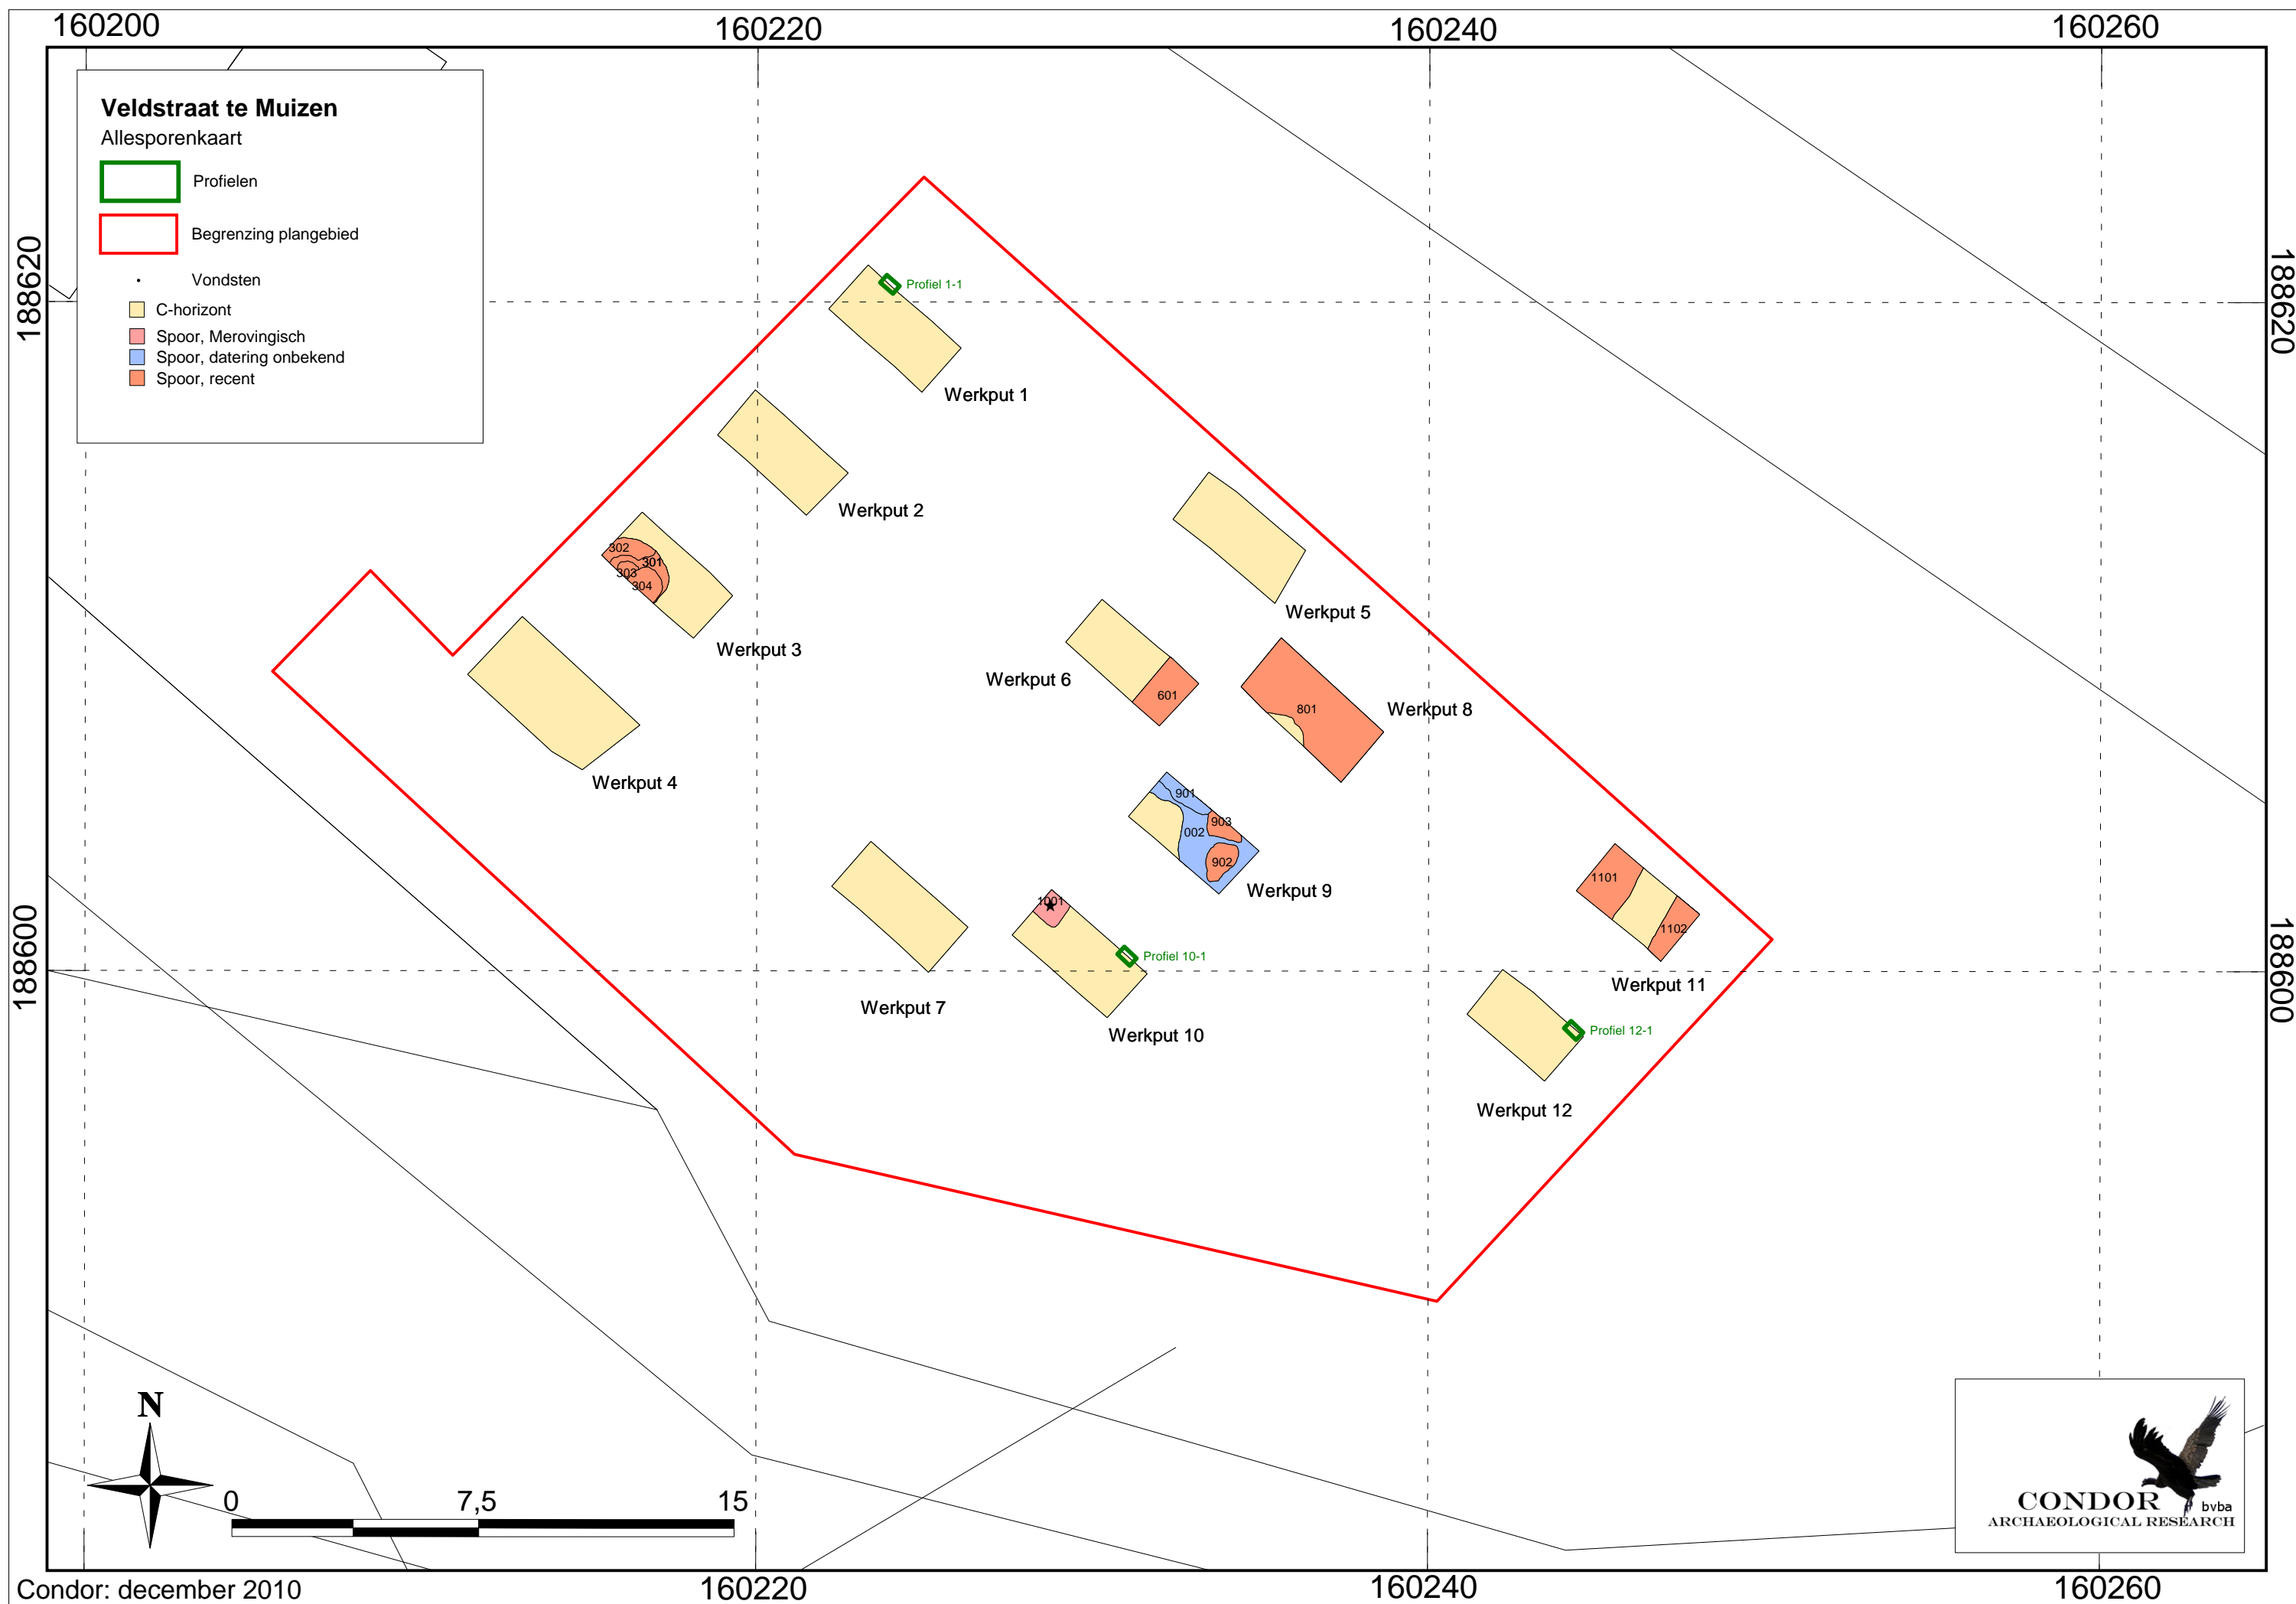 160200
160220
160240
160260
Veldstraat te Muizen
Allesporenkaart
Profielen
Begrenzing plangebied
Vondsten
C-horizont
Spoor, Merovingisch
Spoor, datering onbekend
Spoor, recent
188620
188620
Profiel 1-1
Werkput 1
Werkput 2
302
301
303
304
Werkput 3
Werkput 4
Werkput 5
Werkput 6
601
801
Werkput 8
901
903
002
902
Werkput 9
1101
1102
Werkput 11
1001
Profiel 10-1
Werkput 10
Werkput 7
188600
188600
Profiel 12-1
Werkput 12
N
0
7,5
15
CONDOR
bvba
ARCHAEOLOGICAL RESEARCH
Condor: december 2010
160220
160240
160260